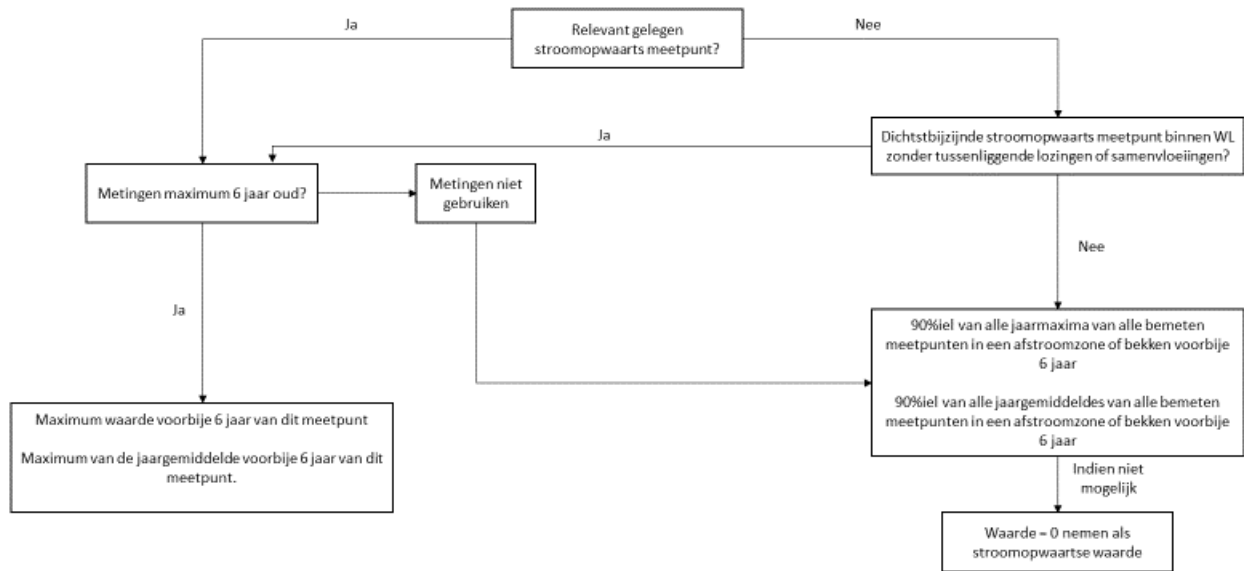 Ja
Relevant gelegen
stroomopwaarts meetpunt?
Nee
Dichtstbijzijnde stroomopwaarts meetpunt binnen WL
zonder tussenliggende lozingen of samenvloeiingen?
Ja
Metingen maximum 6 jaar oud?
Metingen niet
gebruiken
Nee
Ja
90%iel van alle jaarmaxima van alle bemeten
meetpunten in een afstroomzone of bekken voorbije
6 jaar
90%iel van alle jaargemiddeldes van alle bemeten
meetpunten in een afstroomzone of bekken voorbije
6 jaar
Maximum waarde voorbije 6 jaar van dit meetpunt
Maximum van de jaargemiddelde voorbije 6 jaar van dit
meetpunt.
Indien niet
mogelijk
Waarde = 0 nemen als
stroomopwaartse waarde